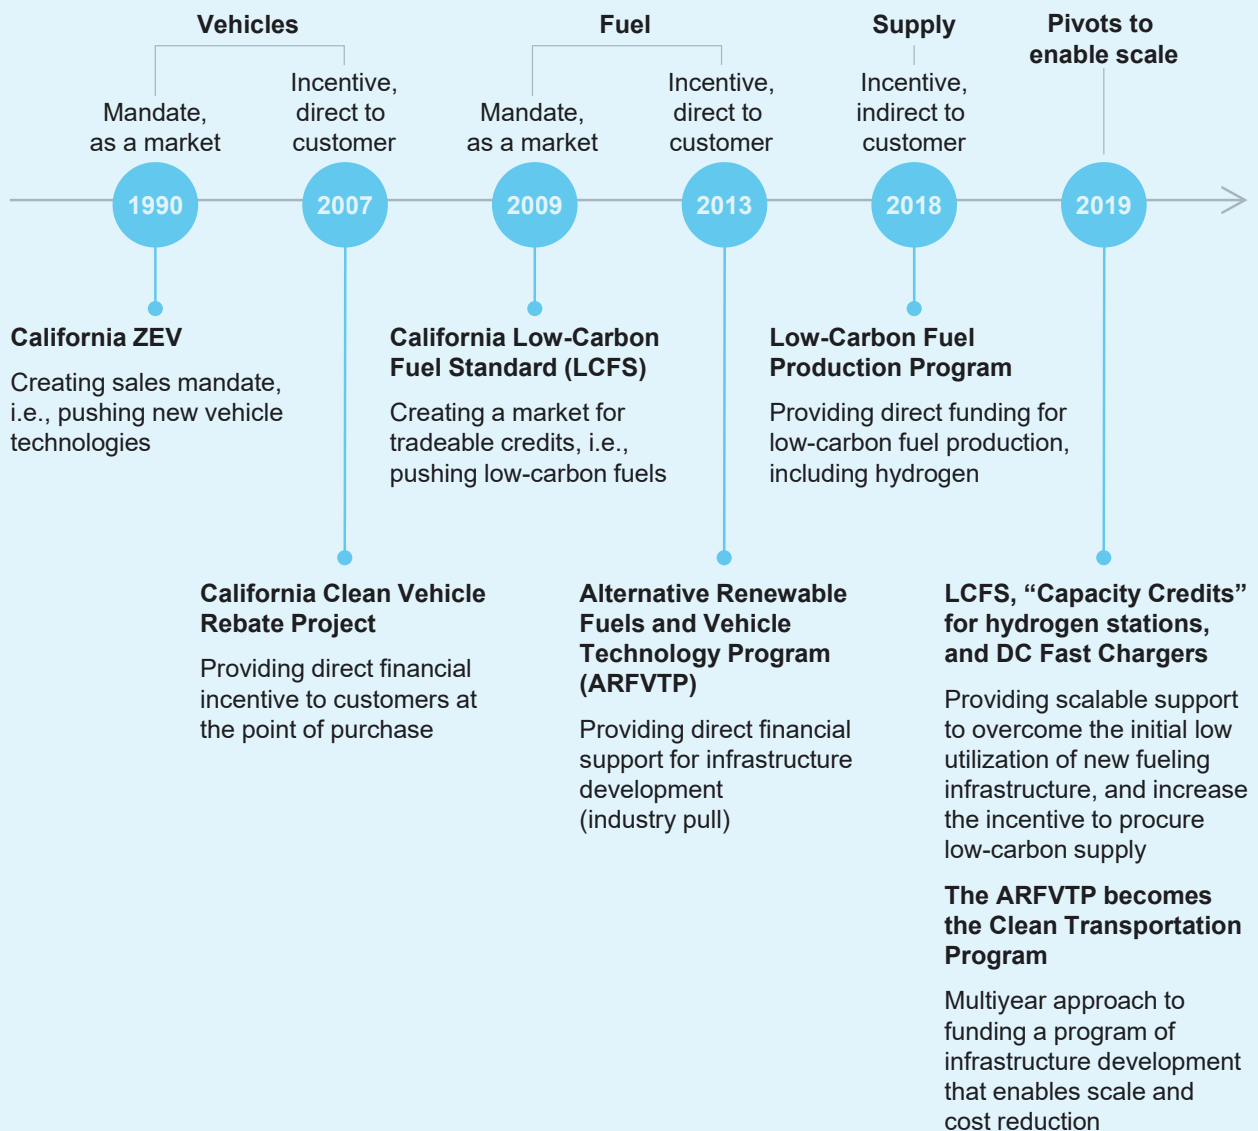 Vehicles
Fuel
Supply
Pivots to
enable scale
Mandate,
as a market
Incentive,
direct to
customer
Mandate,
as a market
Incentive,
direct to
customer
Incentive,
indirect to
customer
1990
2007
2009
2013
2018
2019
California ZEV
Creating sales mandate,
i.e., pushing new vehicle
technologies
California Clean Vehicle
Rebate Project
Providing direct financial
incentive to customers at
the point of purchase
California Low-Carbon
Fuel Standard (LCFS)
Creating a market for
tradeable credits, i.e.,
pushing low-carbon fuels
Alternative Renewable
Fuels and Vehicle
Technology Program
(ARFVTP)
Providing direct financial
support for infrastructure
development
(industry pull)
Low-Carbon Fuel
Production Program
Providing direct funding for
low-carbon fuel production,
including hydrogen
LCFS, “Capacity Credits”
for hydrogen stations,
and DC Fast Chargers
Providing scalable support
to overcome the initial low
utilization of new fueling
infrastructure, and increase
the incentive to procure
low-carbon supply
The ARFVTP becomes
the Clean Transportation
Program
Multiyear approach to
funding a program of
infrastructure development
that enables scale and
cost reduction